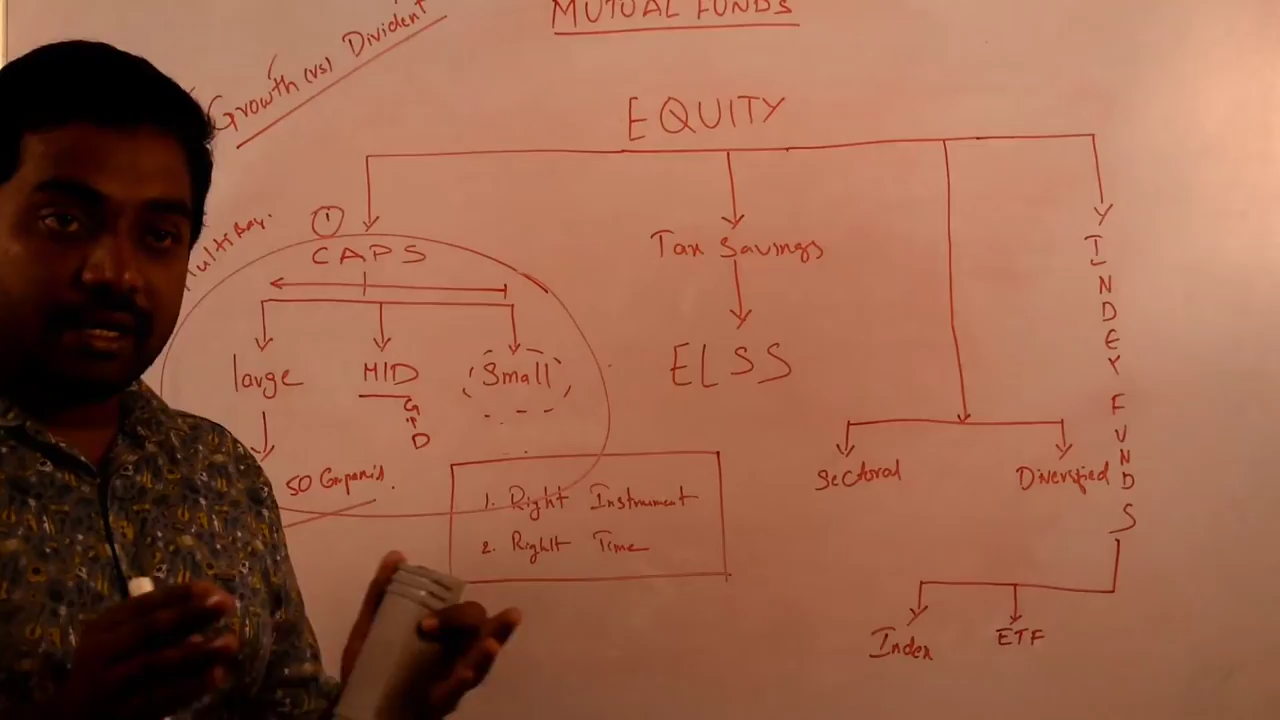 MUTUAL FUNDS
Growth (vs) Divident
EQUITY
1
CAPS
Tax Savings
INDEX FUNDS
large
MID
Small
G
D
ELSS
50 Companis.
Sectoral
Diversified
1. Right Instrument
2. Right Time
Index
ETF